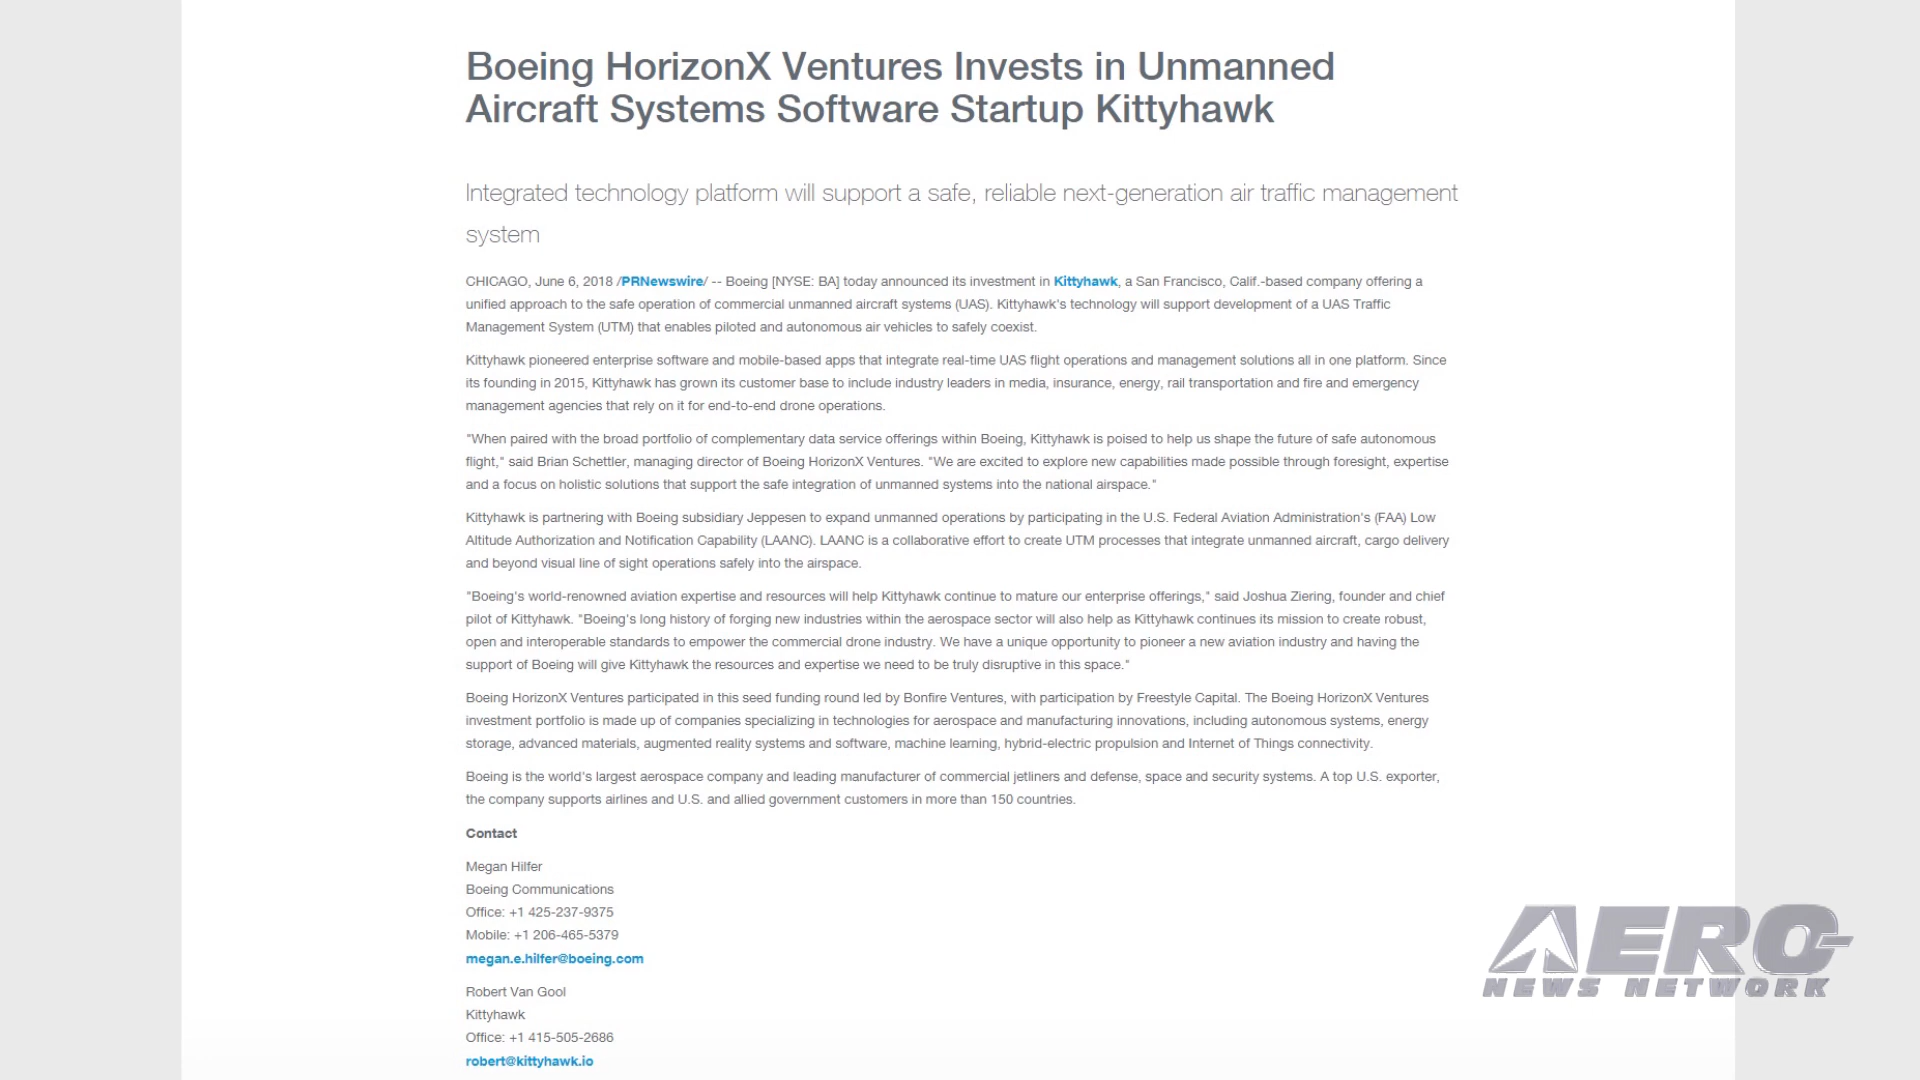 Boeing HorizonX Ventures Invests in Unmanned
Aircraft Systems Software Startup Kittyhawk
Integrated technology platform will support a safe, reliable next-generation air traffic management
system
CHICAGO, June 6, 2018 /PRNewswire/ -- Boeing [NYSE: BA] today announced its investment in Kittyhawk, a San Francisco, Calif.-based company offering a
unified approach to the safe operation of commercial unmanned aircraft systems (UAS). Kittyhawk's technology will support development of a UAS Traffic
Management System (UTM) that enables piloted and autonomous air vehicles to safely coexist.
Kittyhawk pioneered enterprise software and mobile-based apps that integrate real-time UAS flight operations and management solutions all in one platform. Since
its founding in 2015, Kittyhawk has grown its customer base to include industry leaders in media, insurance, energy, rail transportation and fire and emergency
management agencies that rely on it for end-to-end drone operations.
"When paired with the broad portfolio of complementary data service offerings within Boeing, Kittyhawk is poised to help us shape the future of safe autonomous
flight," said Brian Schettler, managing director of Boeing HorizonX Ventures. "We are excited to explore new capabilities made possible through foresight, expertise
and a focus on holistic solutions that support the safe integration of unmanned systems into the national airspace."
Kittyhawk is partnering with Boeing subsidiary Jeppesen to expand unmanned operations by participating in the U.S. Federal Aviation Administration's (FAA) Low
Altitude Authorization and Notification Capability (LAANC). LAANC is a collaborative effort to create UTM processes that integrate unmanned aircraft, cargo delivery
and beyond visual line of sight operations safely into the airspace.
"Boeing's world-renowned aviation expertise and resources will help Kittyhawk continue to mature our enterprise offerings," said Joshua Ziering, founder and chief
pilot of Kittyhawk. "Boeing's long history of forging new industries within the aerospace sector will also help as Kittyhawk continues its mission to create robust,
open and interoperable standards to empower the commercial drone industry. We have a unique opportunity to pioneer a new aviation industry and having the
support of Boeing will give Kittyhawk the resources and expertise we need to be truly disruptive in this space."
Boeing HorizonX Ventures participated in this seed funding round led by Bonfire Ventures, with participation by Freestyle Capital. The Boeing HorizonX Ventures
investment portfolio is made up of companies specializing in technologies for aerospace and manufacturing innovations, including autonomous systems, energy
storage, advanced materials, augmented reality systems and software, machine learning, hybrid-electric propulsion and Internet of Things connectivity.
Boeing is the world's largest aerospace company and leading manufacturer of commercial jetliners and defense, space and security systems. A top U.S. exporter,
the company supports airlines and U.S. and allied government customers in more than 150 countries.
Contact
Megan Hilfer
Boeing Communications
Office: +1 425-237-9375
Mobile: +1 206-465-5379
megan.e.hilfer@boeing.com
Robert Van Gool
Kittyhawk
Office: +1 415-505-2686
robert@kittyhawk.io
AERO-
NEWS NETWORK